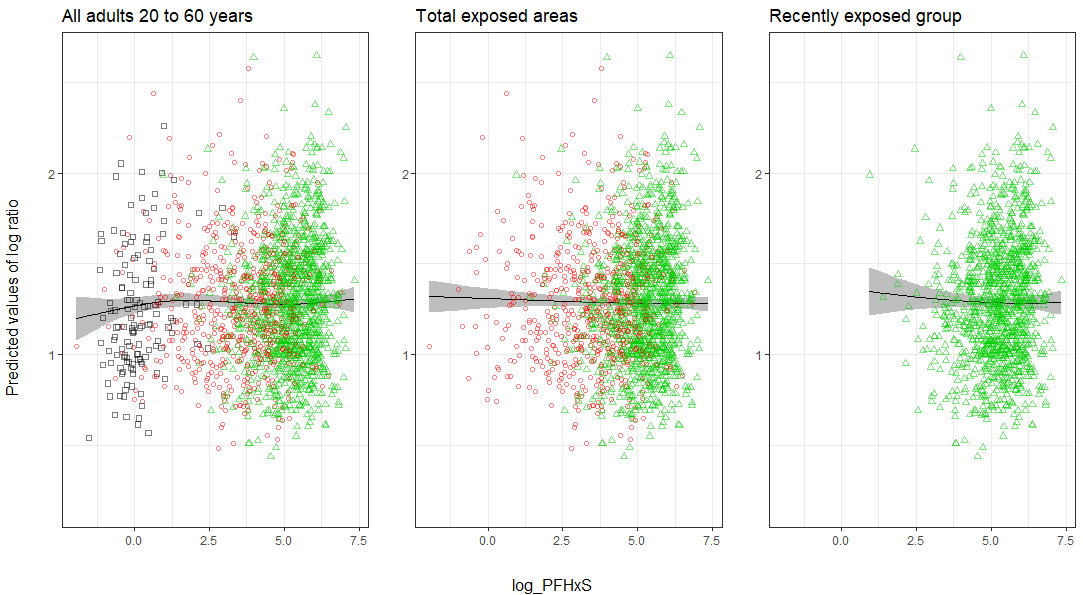 All adults 20 to 60 years
Total exposed areas
Recently exposed group
Predicted values of log ratio
2
1
2
1
2
1
0.0 2.5 5.0 7.5
0.0 2.5 5.0 7.5
0.0 2.5 5.0 7.5
log_PFHxS